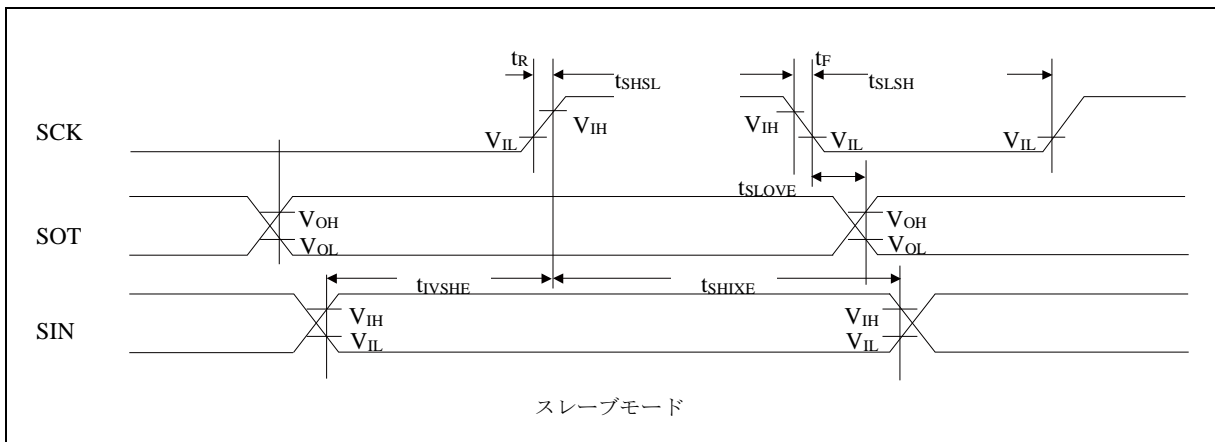 tR tF
tSHSL tSLSH
SCK VIH VIH
VIL VIL VIL
tSLOVE
VOH VOH
SOT
VOL VOL
tIVSHE tSHIXE
VIH VIH
SIN
VIL VIL
スレーブモード